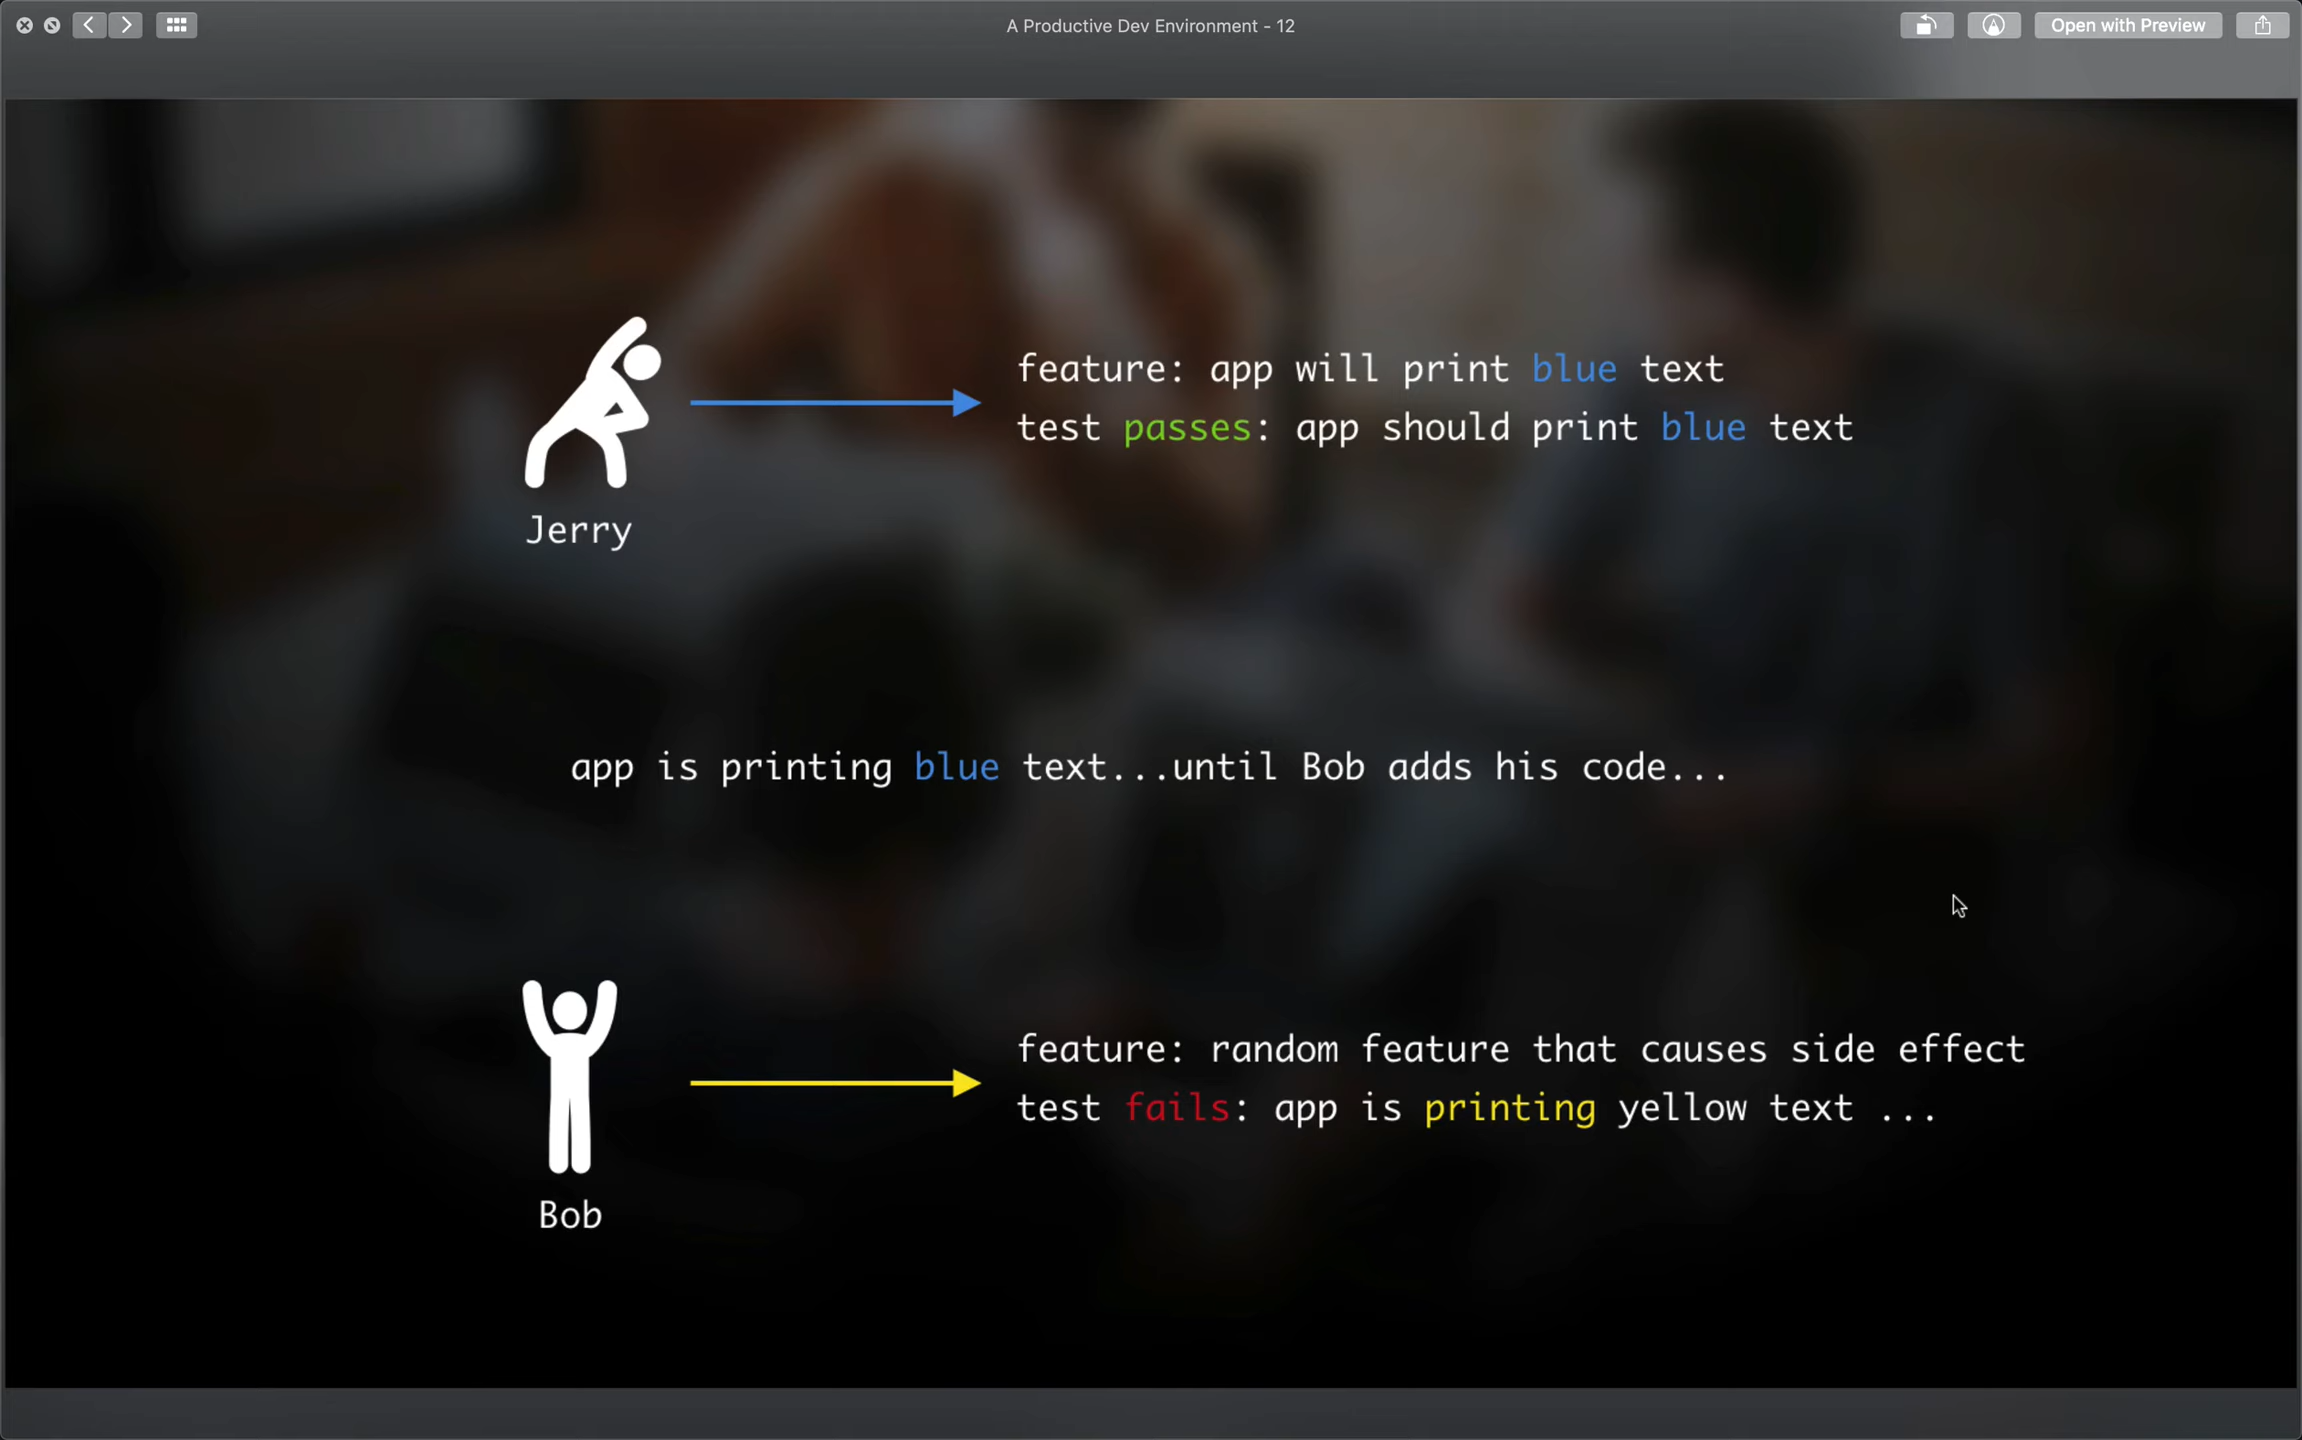 A Productive Dev Environment - 12
Open with Preview
feature: app will print blue text
test passes: app should print blue text
Jerry
app is printing blue text...until Bob adds his code...
feature: random feature that causes side effect
test fails: app is printing yellow text ...
Bob